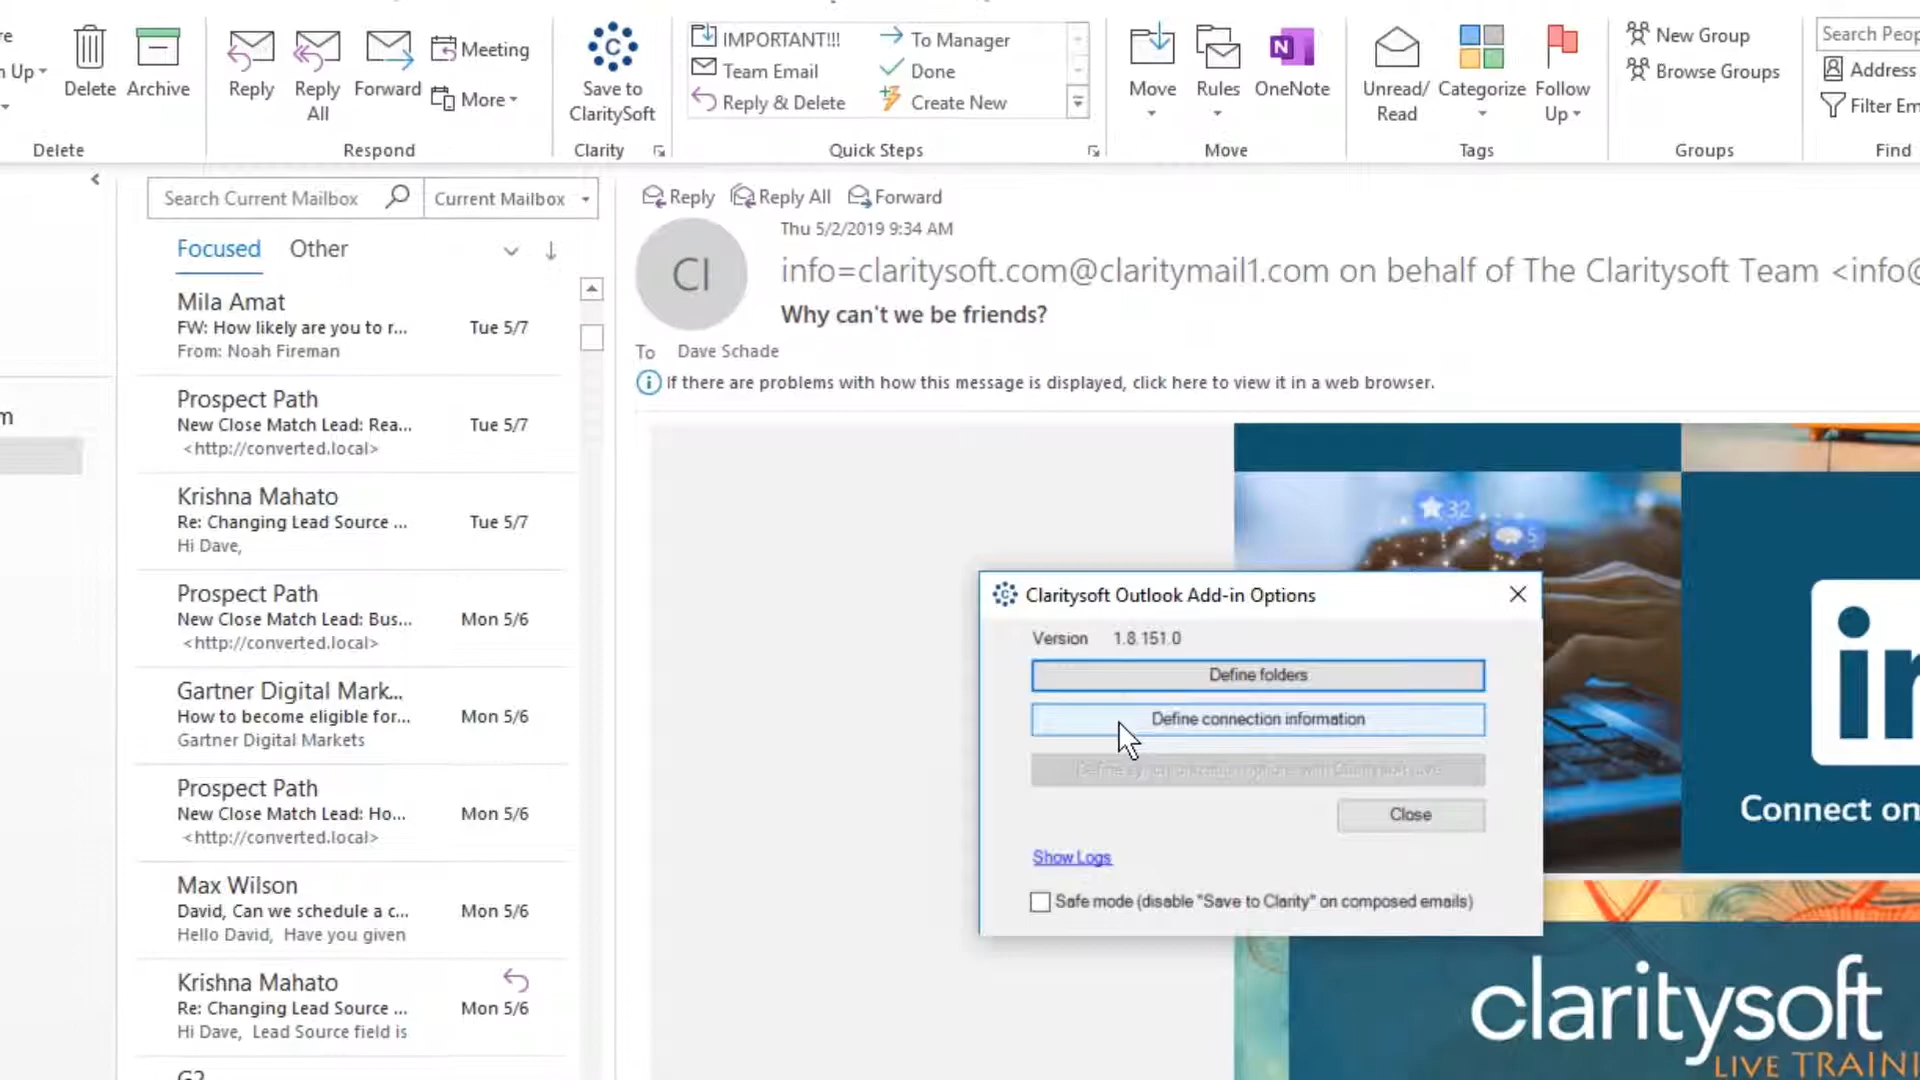 re
n Up
Delete
Archive
Delete
Reply
Reply All
Forward
Meeting
More
Respond
Save to ClaritySoft
Clarity
IMPORTANT!!!
Team Email
Reply & Delete
To Manager
Done
Create New
Quick Steps
Move
Rules
OneNote
Move
Unread/ Read
Categorize
Follow Up
Tags
New Group
Browse Groups
Groups
Search Peop
Address
Filter Em
Find
Search Current Mailbox
Current Mailbox
Focused Other
Mila Amat
FW: How likely are you to r... Tue 5/7
From: Noah Fireman
Prospect Path
New Close Match Lead: Rea... Tue 5/7
<http://converted.local>
Krishna Mahato
Re: Changing Lead Source ... Tue 5/7
Hi Dave,
Prospect Path
New Close Match Lead: Bus... Mon 5/6
<http://converted.local>
Gartner Digital Mark...
How to become eligible for... Mon 5/6
Gartner Digital Markets
Prospect Path
New Close Match Lead: Ho... Mon 5/6
<http://converted.local>
Max Wilson
David, Can we schedule a c... Mon 5/6
Hello David, Have you given
Krishna Mahato
Re: Changing Lead Source ... Mon 5/6
Hi Dave, Lead Source field is
G2
m
Reply Reply All Forward
Thu 5/2/2019 9:34 AM
CI
info=claritysoft.com@claritymail1.com on behalf of The Claritysoft Team <info@
Why can't we be friends?
To Dave Schade
If there are problems with how this message is displayed, click here to view it in a web browser.
32
5
in
Connect on
claritysoft
LIVE TRAINI
Claritysoft Outlook Add-in Options
Version 1.8.151.0
Define folders
Define connection information
Close
Show Logs
Safe mode (disable "Save to Clarity" on composed emails)